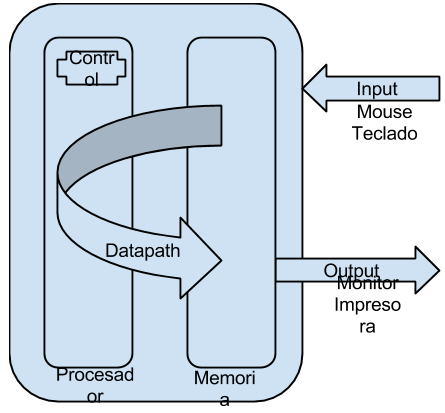 Contr
ol
Input
Mouse
Teclado
Datapath
Output
Monitor
Impreso
ra
Procesad
or
Memori
a